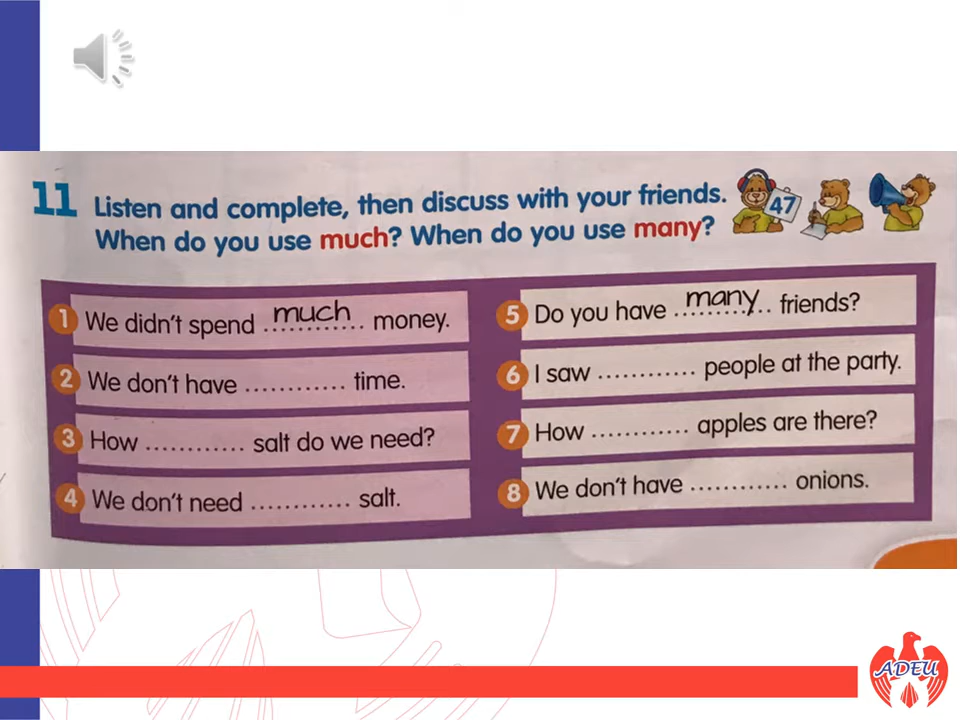 11 Listen and complete, then discuss with your friends.
When do you use much? When do you use many?
47
1 We didn't spend ...much... money.
2 We don't have ............ time.
3 How ............ salt do we need?
4 We don't need ............ salt.
5 Do you have ...many... friends?
6 I saw ............ people at the party.
7 How ............ apples are there?
8 We don't have ............ onions.
ADEU